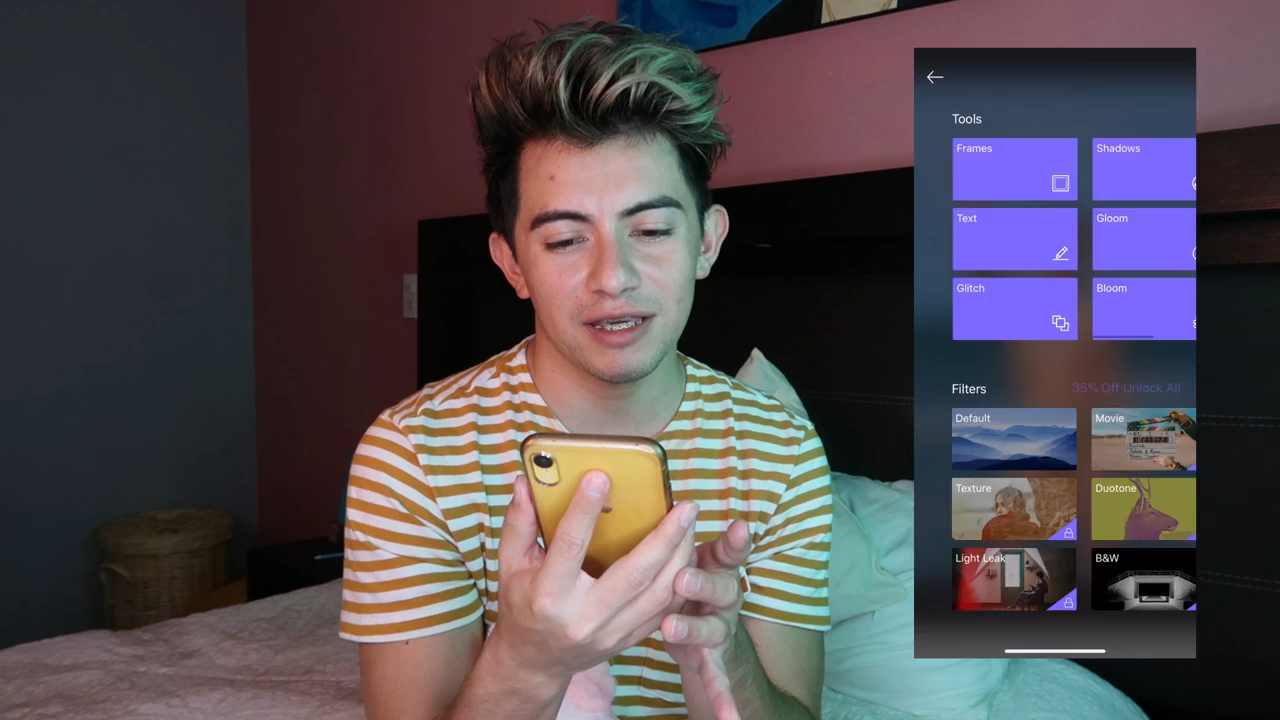 Tools
Frames
Shadows
Text
Gloom
Glitch
Bloom
Filters
35% Off Unlock All
Default
Movie
Texture
Duotone
Light Leak
B&W